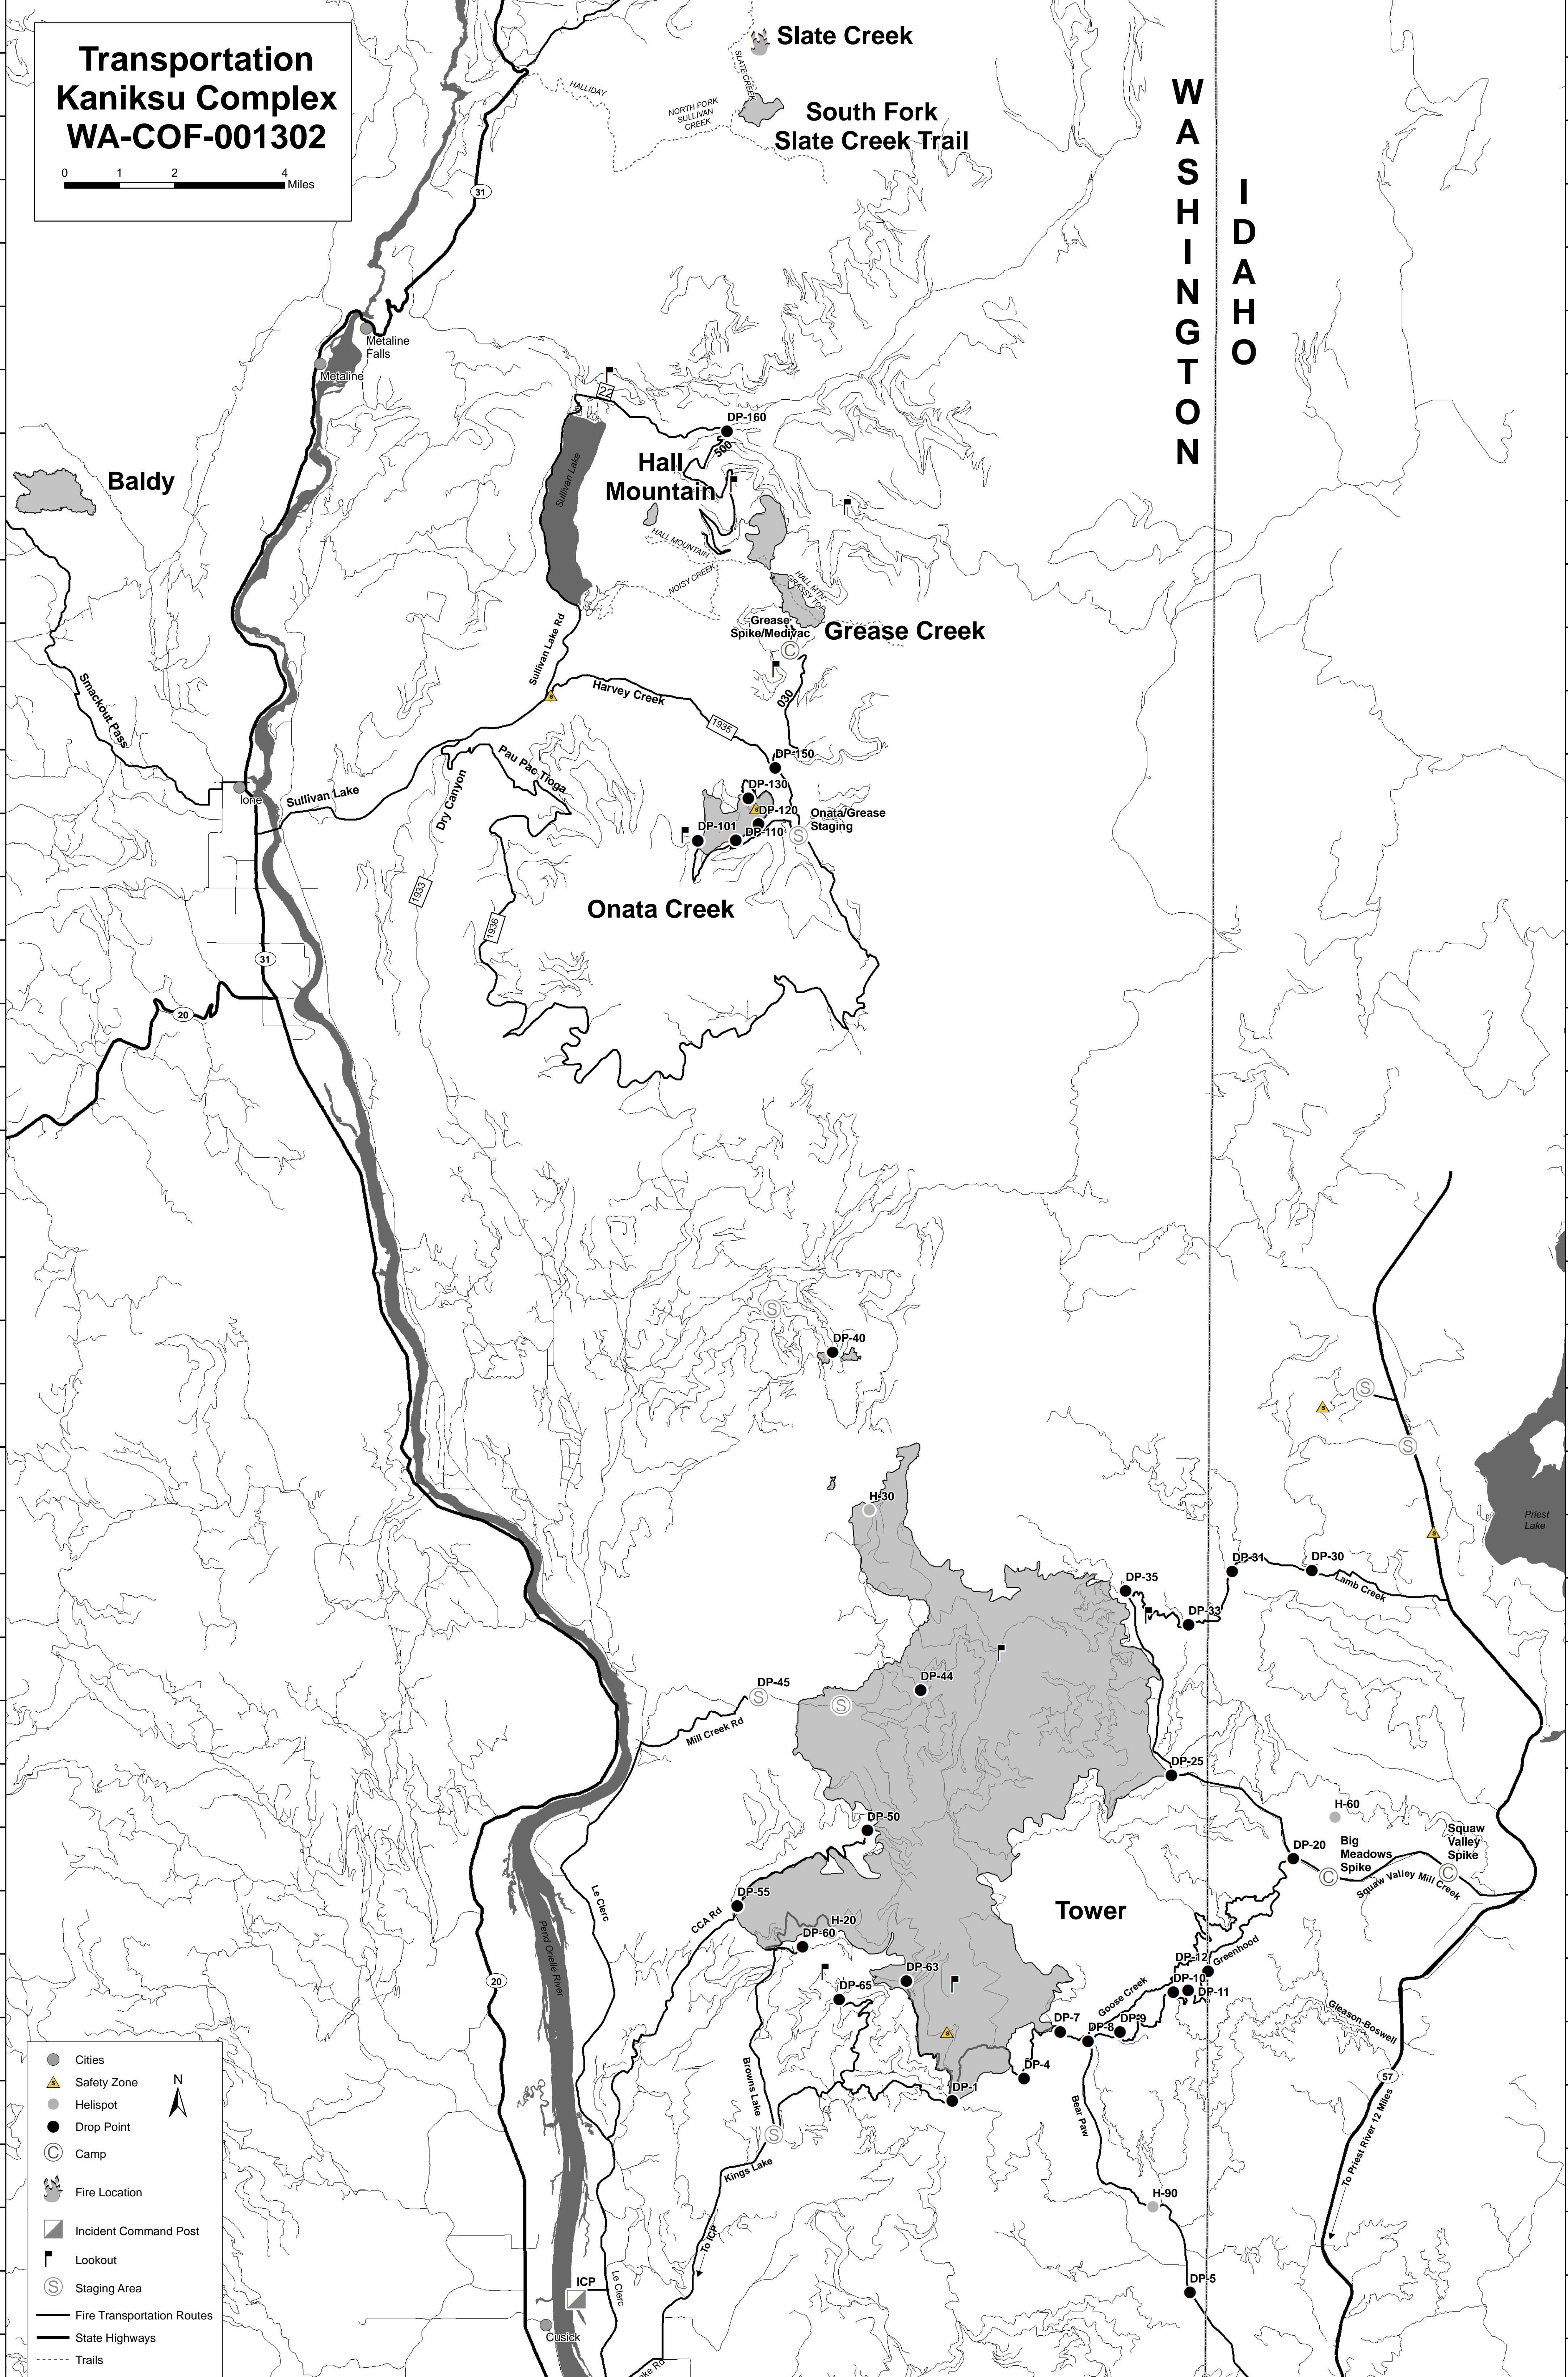 Transportation
Kaniksu Complex
WA-COF-001302
0 1 2 4
Miles
Slate Creek
SLATE CREEK
South Fork
Slate Creek Trail
HALLIDAY
NORTH FORK
SULLIVAN
CREEK
WASHINGTON
IDAHO
31
Metaline
Falls
Metaline
22
DP-160
500
Hall
Mountain
Baldy
Sullivan Lake
HALL MOUNTAIN
NOISY CREEK
HALL MTN
GRASSY TOP
Grease
Spike/Medivac
C
Grease Creek
Sullivan Lake Rd
Harvey Creek
030
1935
Smackout Pass
DP-150
Pau Pac Tioga
DP-130
Ione
Sullivan Lake
Dry Canyon
DP-120
Onata/Grease
Staging
S
DP-101
DP-110
1933
Onata Creek
1936
31
20
S
DP-40
S
S
H-30
Priest
Lake
DP-31
DP-30
DP-35
Lamb Creek
DP-33
DP-44
DP-45
S
S
Mill Creek Rd
DP-25
H-60
DP-50
Squaw
Valley
Spike
DP-20
Big
Meadows
Spike
C
C
Squaw Valley Mill Creek
Le Clerc
DP-55
Tower
CCA Rd
H-20
DP-60
Pend Orielle River
Greenhood
DP-12
20
DP-63
DP-65
DP-10
DP-11
Goose Creek
Gleason-Boswell
DP-7
DP-8
DP-9
DP-4
57
DP-1
Browns Lake
Bear Paw
To Priest River 12 Miles
S
Kings Lake
H-90
To ICP
DP-5
ICP
Le Clerc
Cusick
ke Rd
Cities
Safety Zone
N
Helispot
Drop Point
C
Camp
Fire Location
Incident Command Post
Lookout
S
Staging Area
Fire Transportation Routes
State Highways
Trails